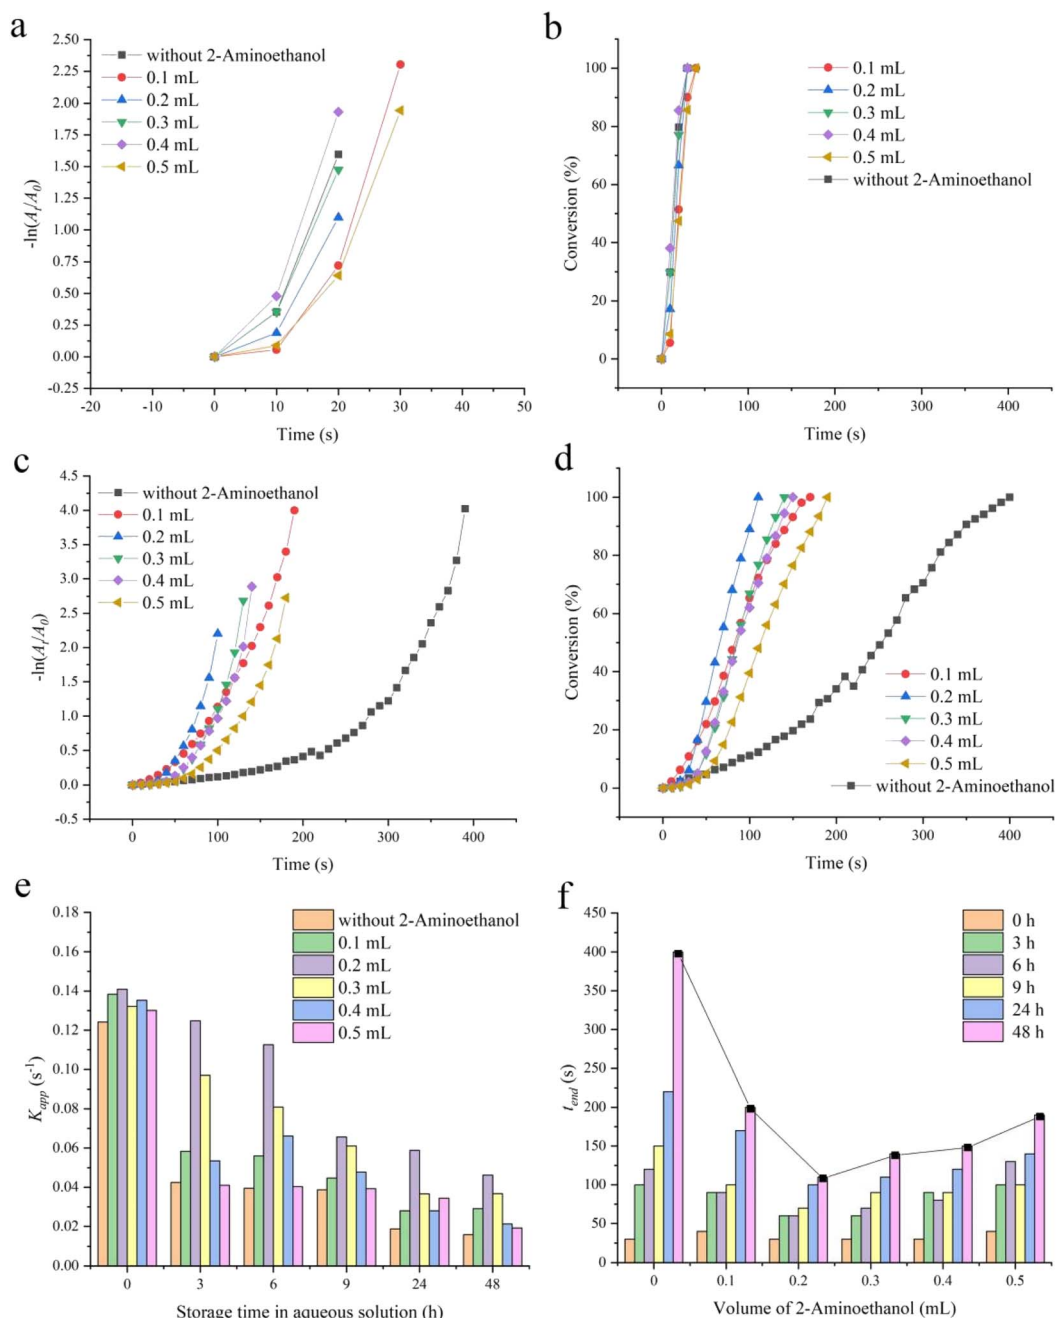 a
2.50
2.25
2.00
1.75
1.50
1.25
1.00
0.75
0.50
0.25
0.00
-0.25
-ln(At/A0)
without 2-Aminoethanol
0.1 mL
0.2 mL
0.3 mL
0.4 mL
0.5 mL
-20 -10 0 10 20 30 40 50
Time (s)
b
100
80
60
40
20
0
Conversion (%)
0.1 mL
0.2 mL
0.3 mL
0.4 mL
0.5 mL
without 2-Aminoethanol
0 100 200 300 400
Time (s)
c
4.5
4.0
3.5
3.0
2.5
2.0
1.5
1.0
0.5
0.0
-0.5
-ln(At/A0)
without 2-Aminoethanol
0.1 mL
0.2 mL
0.3 mL
0.4 mL
0.5 mL
0 100 200 300 400
Time (s)
d
100
80
60
40
20
0
Conversion (%)
0.1 mL
0.2 mL
0.3 mL
0.4 mL
0.5 mL
without 2-Aminoethanol
0 100 200 300 400
Time (s)
e
0.18
0.16
0.14
0.12
0.10
0.08
0.06
0.04
0.02
0.00
Kapp (s-1)
without 2-Aminoethanol
0.1 mL
0.2 mL
0.3 mL
0.4 mL
0.5 mL
0 3 6 9 24 48
Storage time in aqueous solution (h)
f
450
400
350
300
250
200
150
100
50
0
tend (s)
0 h
3 h
6 h
9 h
24 h
48 h
0 0.1 0.2 0.3 0.4 0.5
Volume of 2-Aminoethanol (mL)